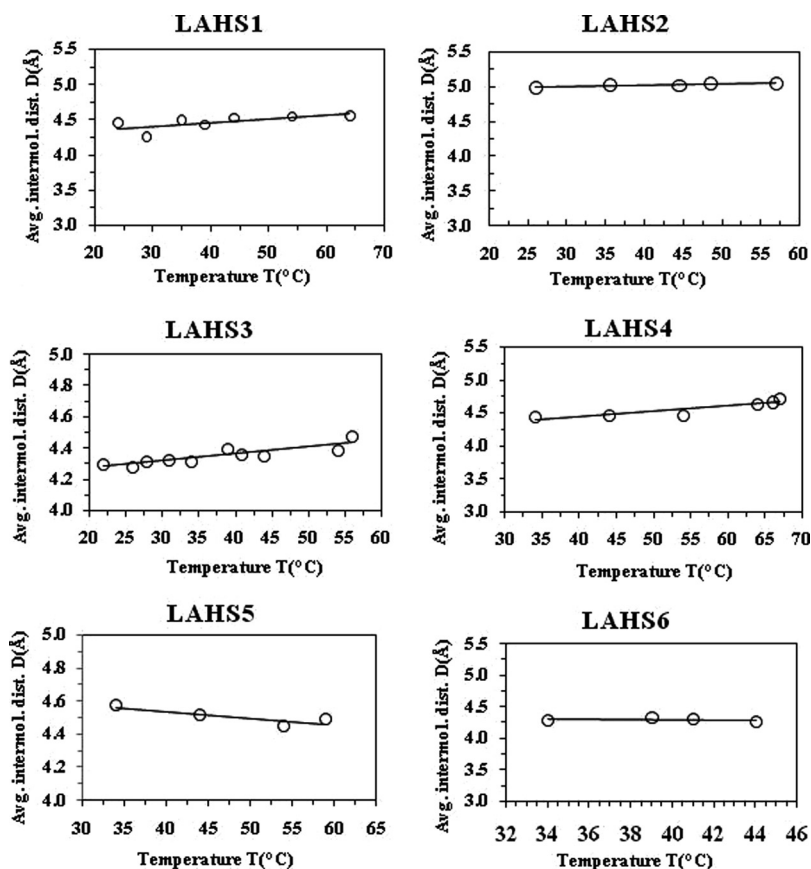 LAHS1
Avg. intermol. dist. D(Å)
5.5
5.0
4.5
4.0
3.5
3.0
20 30 40 50 60 70
Temperature T(°C)
LAHS2
Avg. intermol. dist. D(Å)
5.5
5.0
4.5
4.0
3.5
3.0
20 25 30 35 40 45 50 55 60
Temperature T(°C)
LAHS3
Avg. intermol. dist. D(Å)
5.0
4.8
4.6
4.4
4.2
4.0
20 25 30 35 40 45 50 55 60
Temperature T(°C)
LAHS4
Avg. intermol. dist. D(Å)
5.5
5.0
4.5
4.0
3.5
3.0
30 35 40 45 50 55 60 65 70
Temperature T(°C)
LAHS5
Avg. intermol. dist. D(Å)
5.0
4.8
4.6
4.4
4.2
4.0
30 35 40 45 50 55 60 65
Temperature T(°C)
LAHS6
Avg. intermol. dist. D(Å)
5.5
5.0
4.5
4.0
3.5
3.0
32 34 36 38 40 42 44 46
Temperature T(°C)